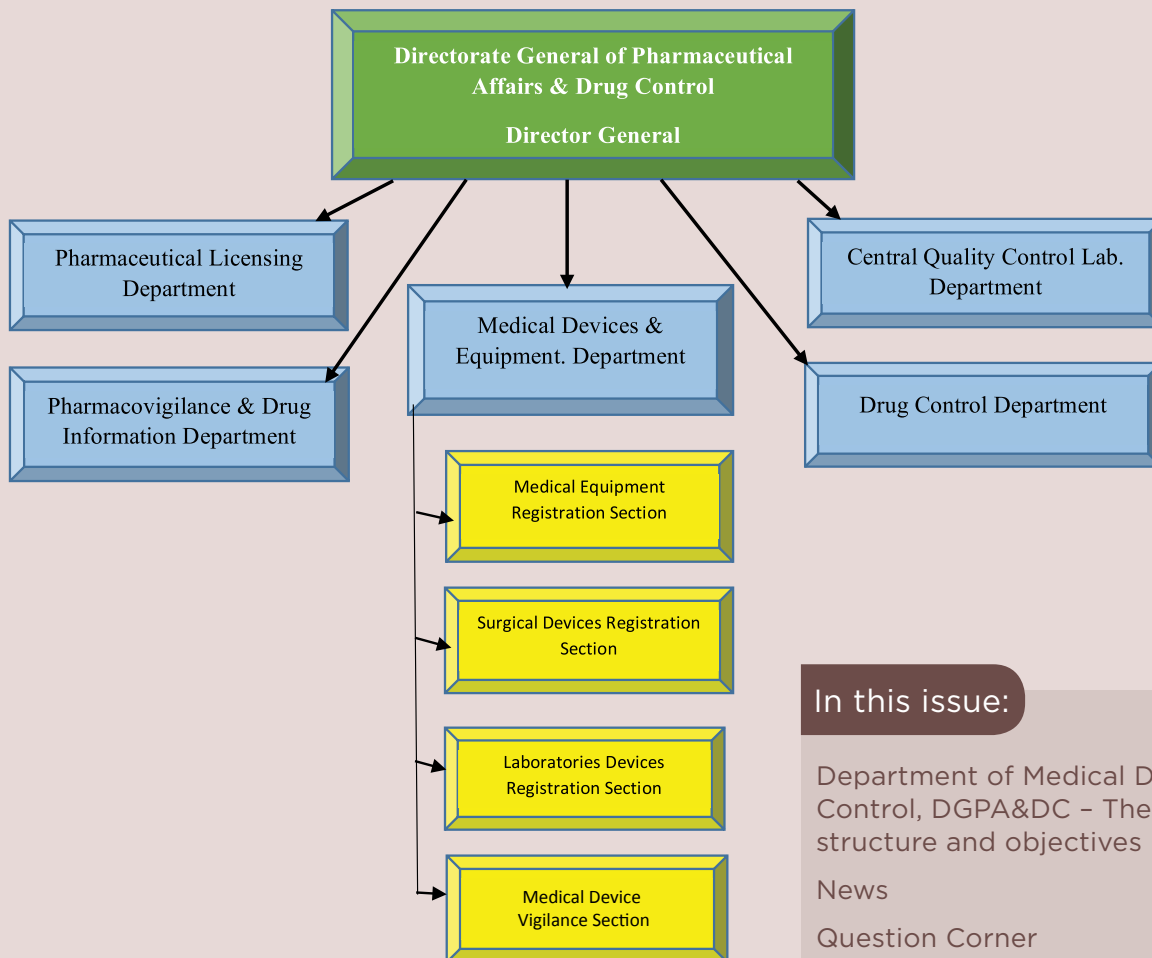 Directorate General of Pharmaceutical
Affairs & Drug Control
Director General
Pharmaceutical Licensing
Department
Central Quality Control Lab.
Department
Medical Devices &
Equipment. Department
Pharmacovigilance & Drug
Information Department
Drug Control Department
Medical Equipment
Registration Section
Surgical Devices Registration
Section
Laboratories Devices
Registration Section
Medical Device
Vigilance Section
In this issue:
Department of Medical D
Control, DGPA&DC – The
structure and objectives
News
Question Corner